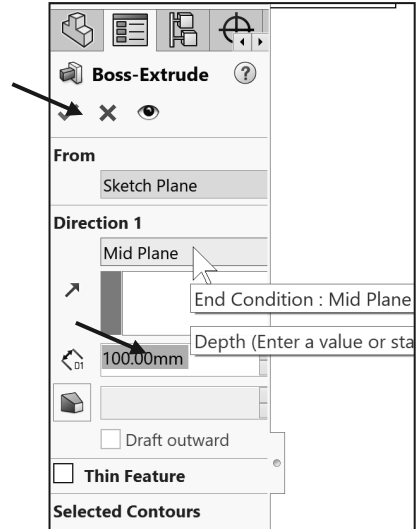 Boss-Extrude ?
From
Sketch Plane
Direction 1
Mid Plane
End Condition : Mid Plane
Depth (Enter a value or sta
D1 100.00mm
Draft outward
Thin Feature
Selected Contours